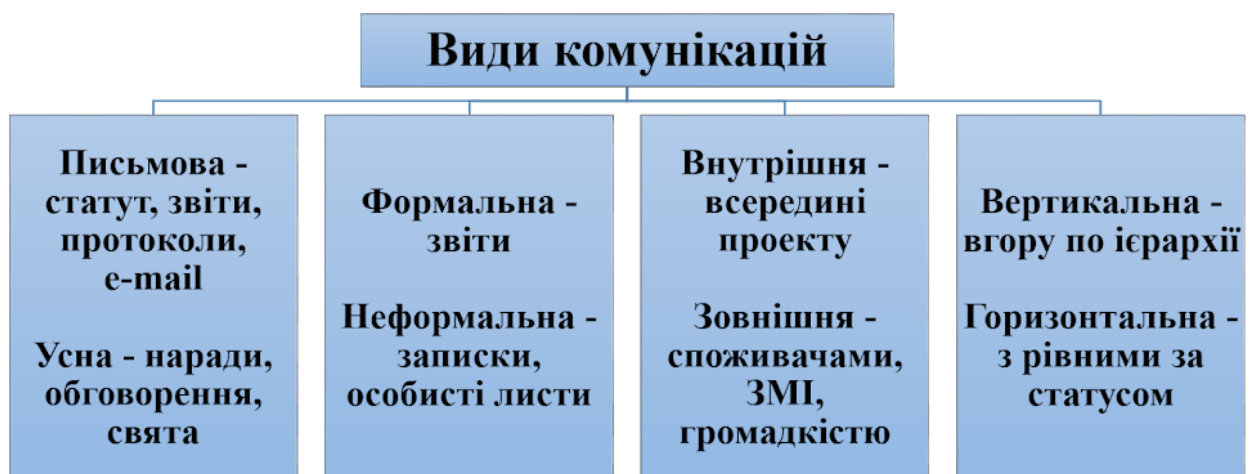 Види комунікацій
Письмова -
статут, звіти,
протоколи,
e-mail
Усна - наради,
обговорення,
свята
Формальна -
звіти
Неформальна -
записки,
особисті листи
Внутрішня -
всередині
проекту
Зовнішня -
споживачами,
ЗМІ,
громадкістю
Вертикальна -
вгору по ієрархії
Горизонтальна -
з рівними за
статусом